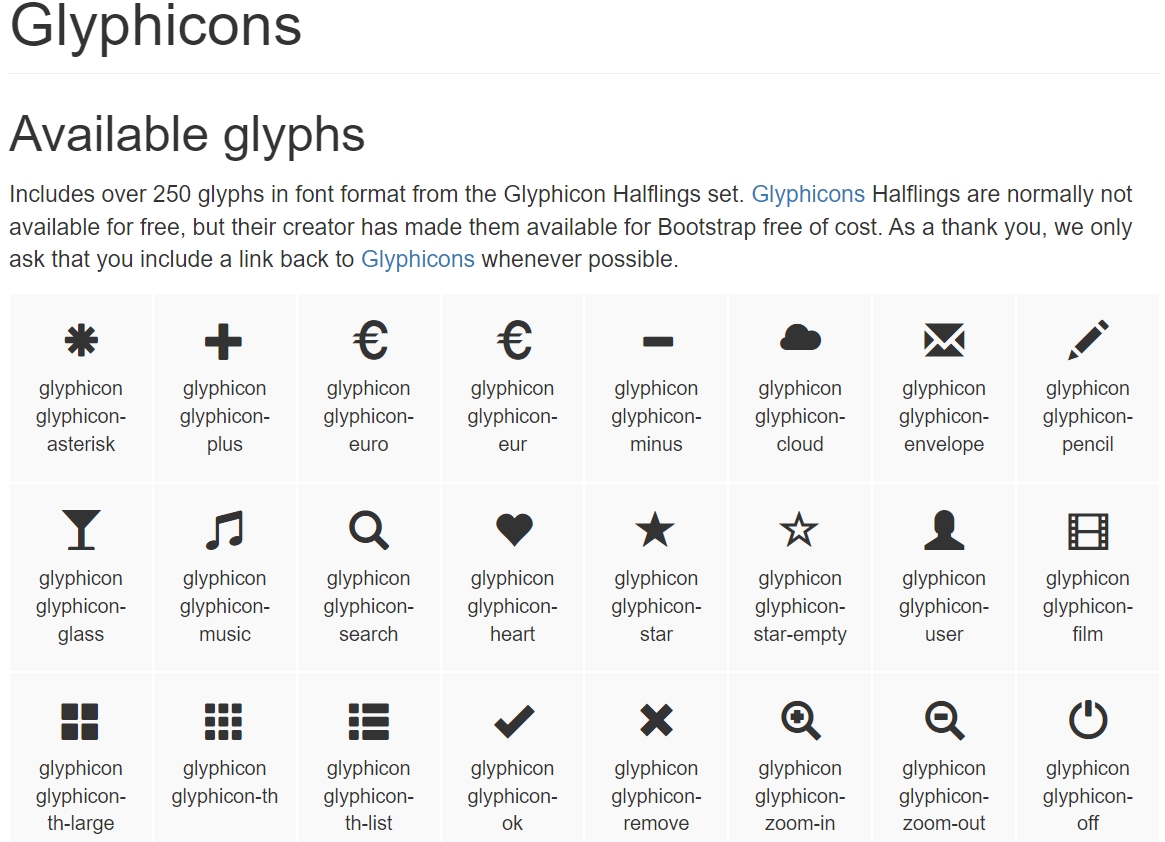 Glyphicons
Available glyphs
Includes over 250 glyphs in font format from the Glyphicon Halflings set. Glyphicons Halflings are normally not
available for free, but their creator has made them available for Bootstrap free of cost. As a thank you, we only
ask that you include a link back to Glyphicons whenever possible.
glyphicon
glyphicon-
asterisk
glyphicon
glyphicon-
plus
glyphicon
glyphicon-
euro
glyphicon
glyphicon-
eur
glyphicon
glyphicon-
minus
glyphicon
glyphicon-
cloud
glyphicon
glyphicon-
envelope
glyphicon
glyphicon-
pencil
glyphicon
glyphicon-
glass
glyphicon
glyphicon-
music
glyphicon
glyphicon-
search
glyphicon
glyphicon-
heart
glyphicon
glyphicon-
star
glyphicon
glyphicon-
star-empty
glyphicon
glyphicon-
user
glyphicon
glyphicon-
film
glyphicon
glyphicon-
th-large
glyphicon
glyphicon-th
glyphicon
glyphicon-
th-list
glyphicon
glyphicon-
ok
glyphicon
glyphicon-
remove
glyphicon
glyphicon-
zoom-in
glyphicon
glyphicon-
zoom-out
glyphicon
glyphicon-
off